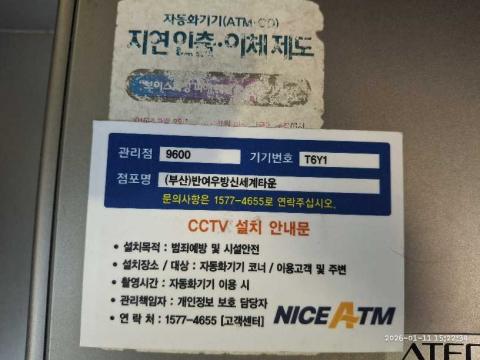 자동화기기(ATM·CD)
지연 인출·이체 제도
관리점 9600 기기번호 T6Y1
점포명 (부산)반여우방신세계타운
문의사항은 1577-4655로 연락주십시오.
CCTV 설치 안내문
• 설치목적 : 범죄예방 및 시설안전
• 설치장소 / 대상 : 자동화기기 코너 / 이용고객 및 주변
• 촬영시간 : 자동화기기 이용 시
• 관리책임자 : 개인정보 보호 담당자
• 연 락 처 : 1577-4655 [고객센터]
NICE ATM
2026-01-11 15:22:34